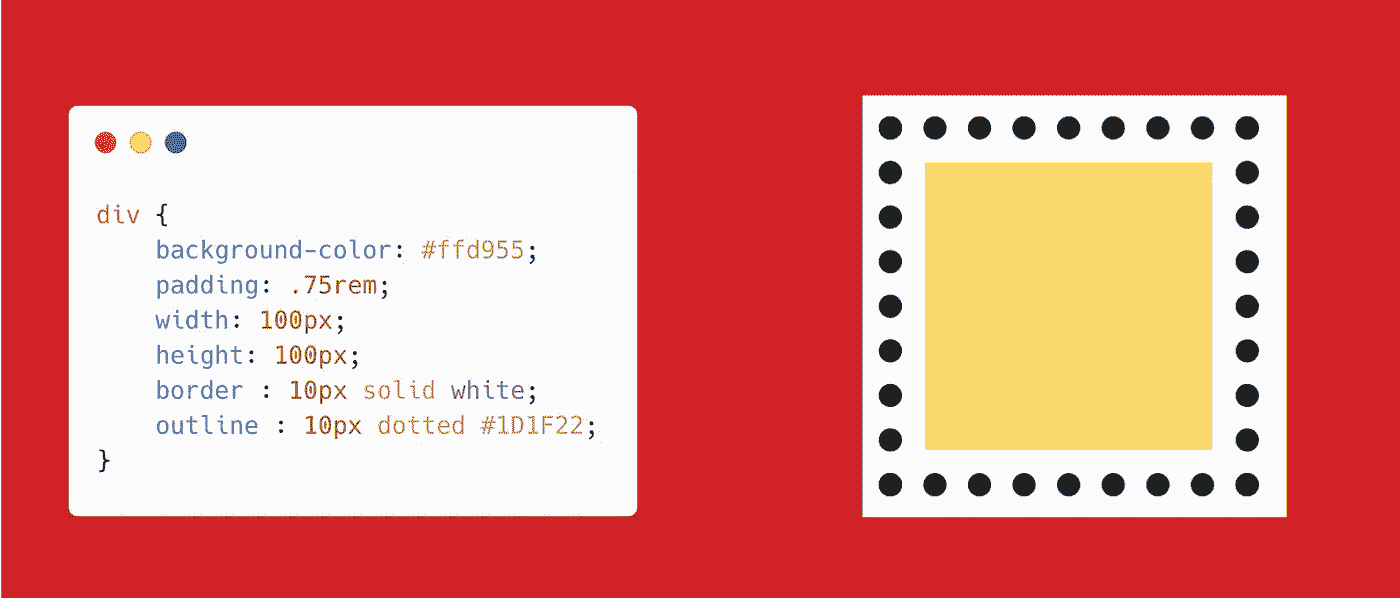 div {
    background-color: #ffd955;
    padding: .75rem;
    width: 100px;
    height: 100px;
    border : 10px solid white;
    outline : 10px dotted #1D1F22;
}